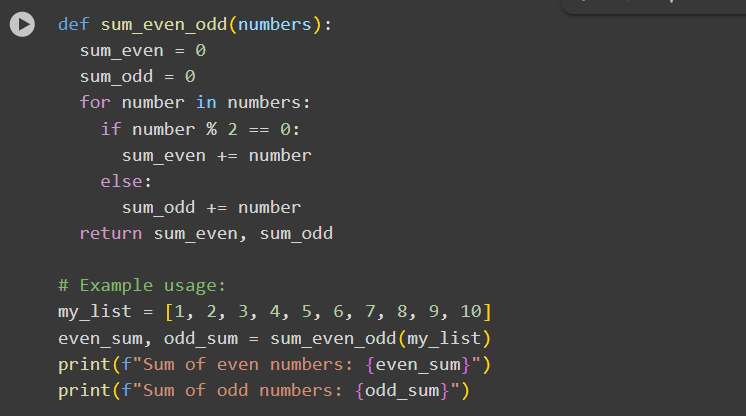 def sum_even_odd(numbers):
  sum_even = 0
  sum_odd = 0
  for number in numbers:
    if number % 2 == 0:
      sum_even += number
    else:
      sum_odd += number
  return sum_even, sum_odd

# Example usage:
my_list = [1, 2, 3, 4, 5, 6, 7, 8, 9, 10]
even_sum, odd_sum = sum_even_odd(my_list)
print(f"Sum of even numbers: {even_sum}")
print(f"Sum of odd numbers: {odd_sum}")